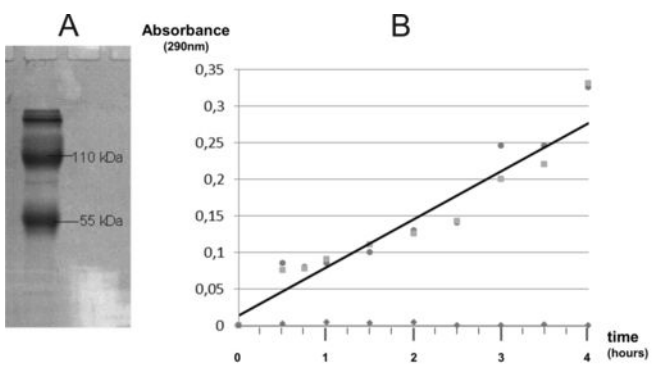 A
B
Absorbance
(290nm)
110 kDa
55 kDa
0,35
0,3
0,25
0,2
0,15
0,1
0,05
0
0
1
2
3
4
time
(hours)